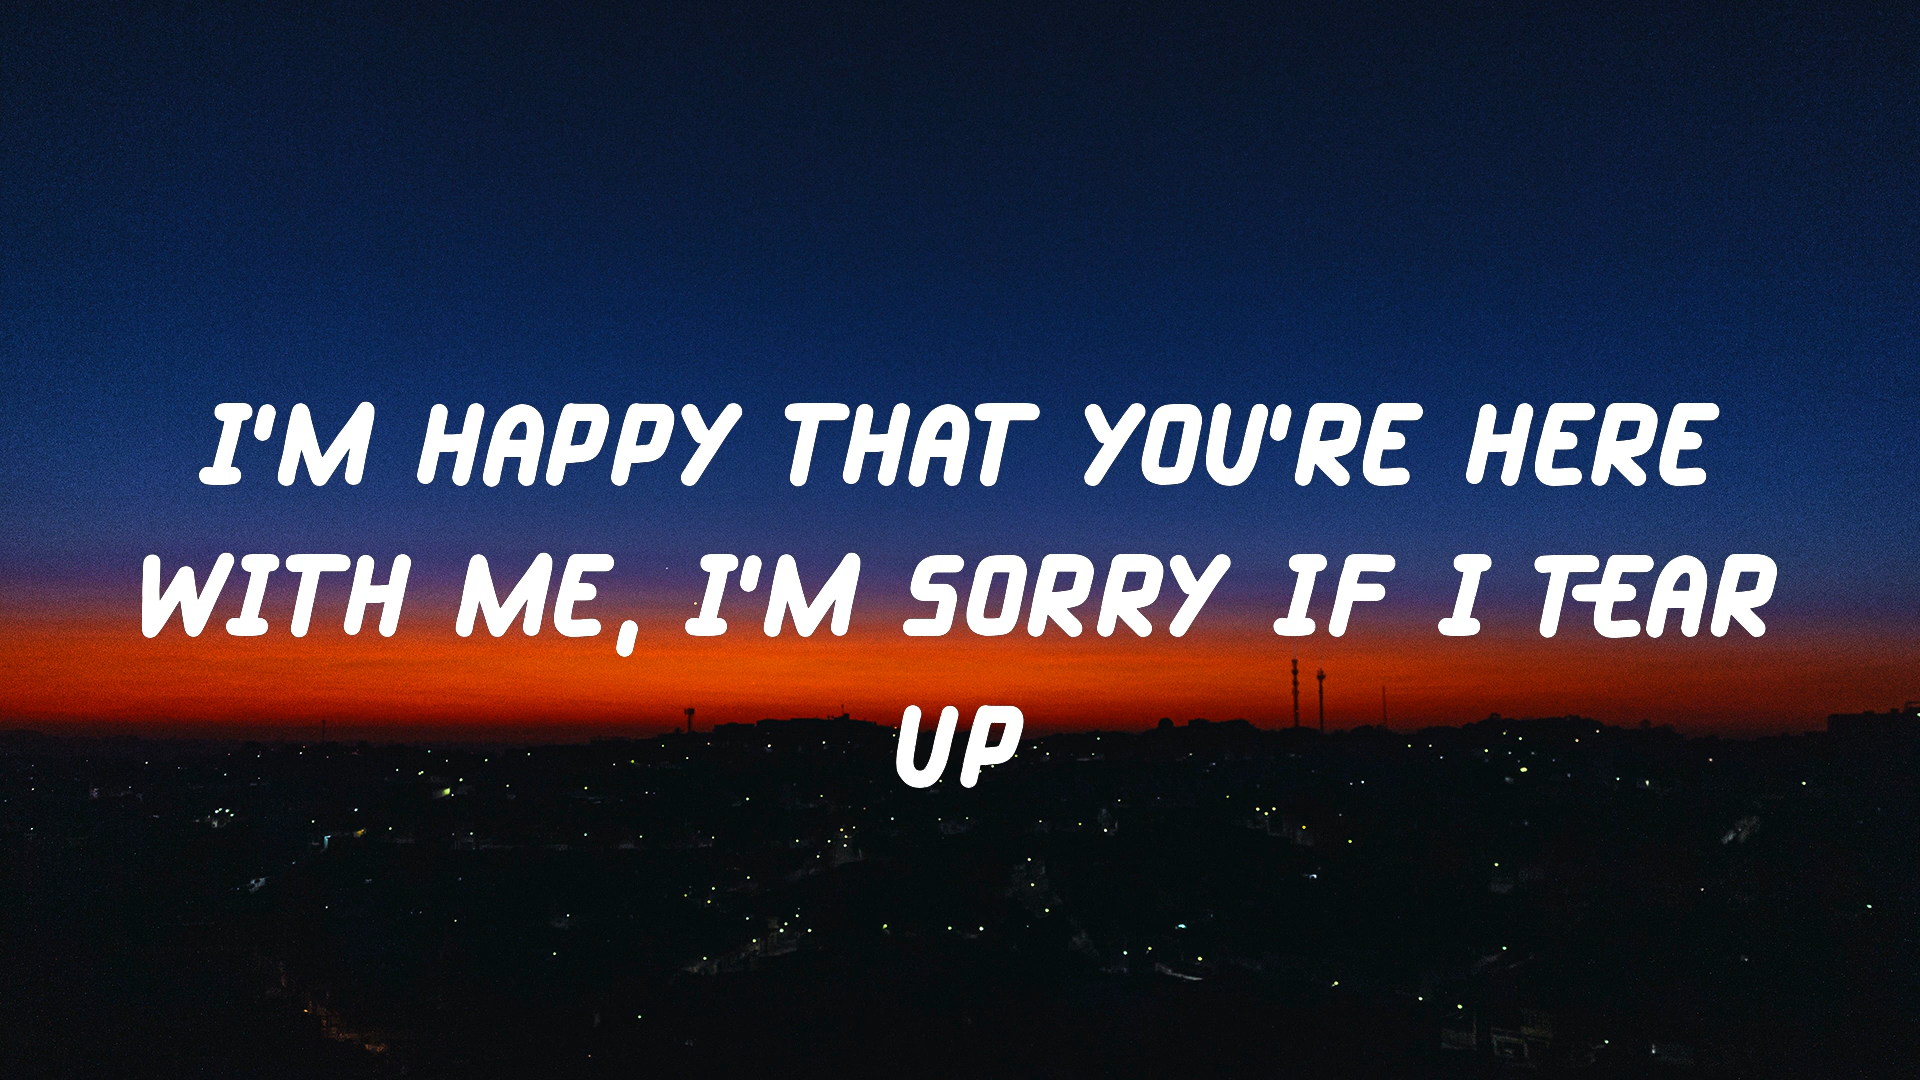 I'M HAPPY THAT YOU'RE HERE
WITH ME, I'M SORRY IF I TEAR
UP